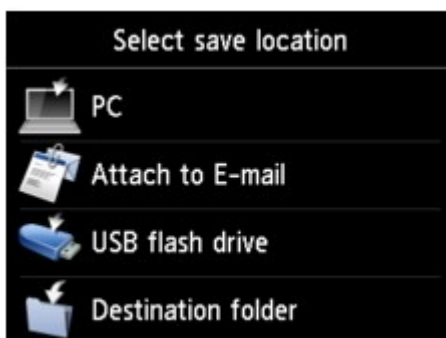 Select save location
PC
Attach to E-mail
USB flash drive
Destination folder